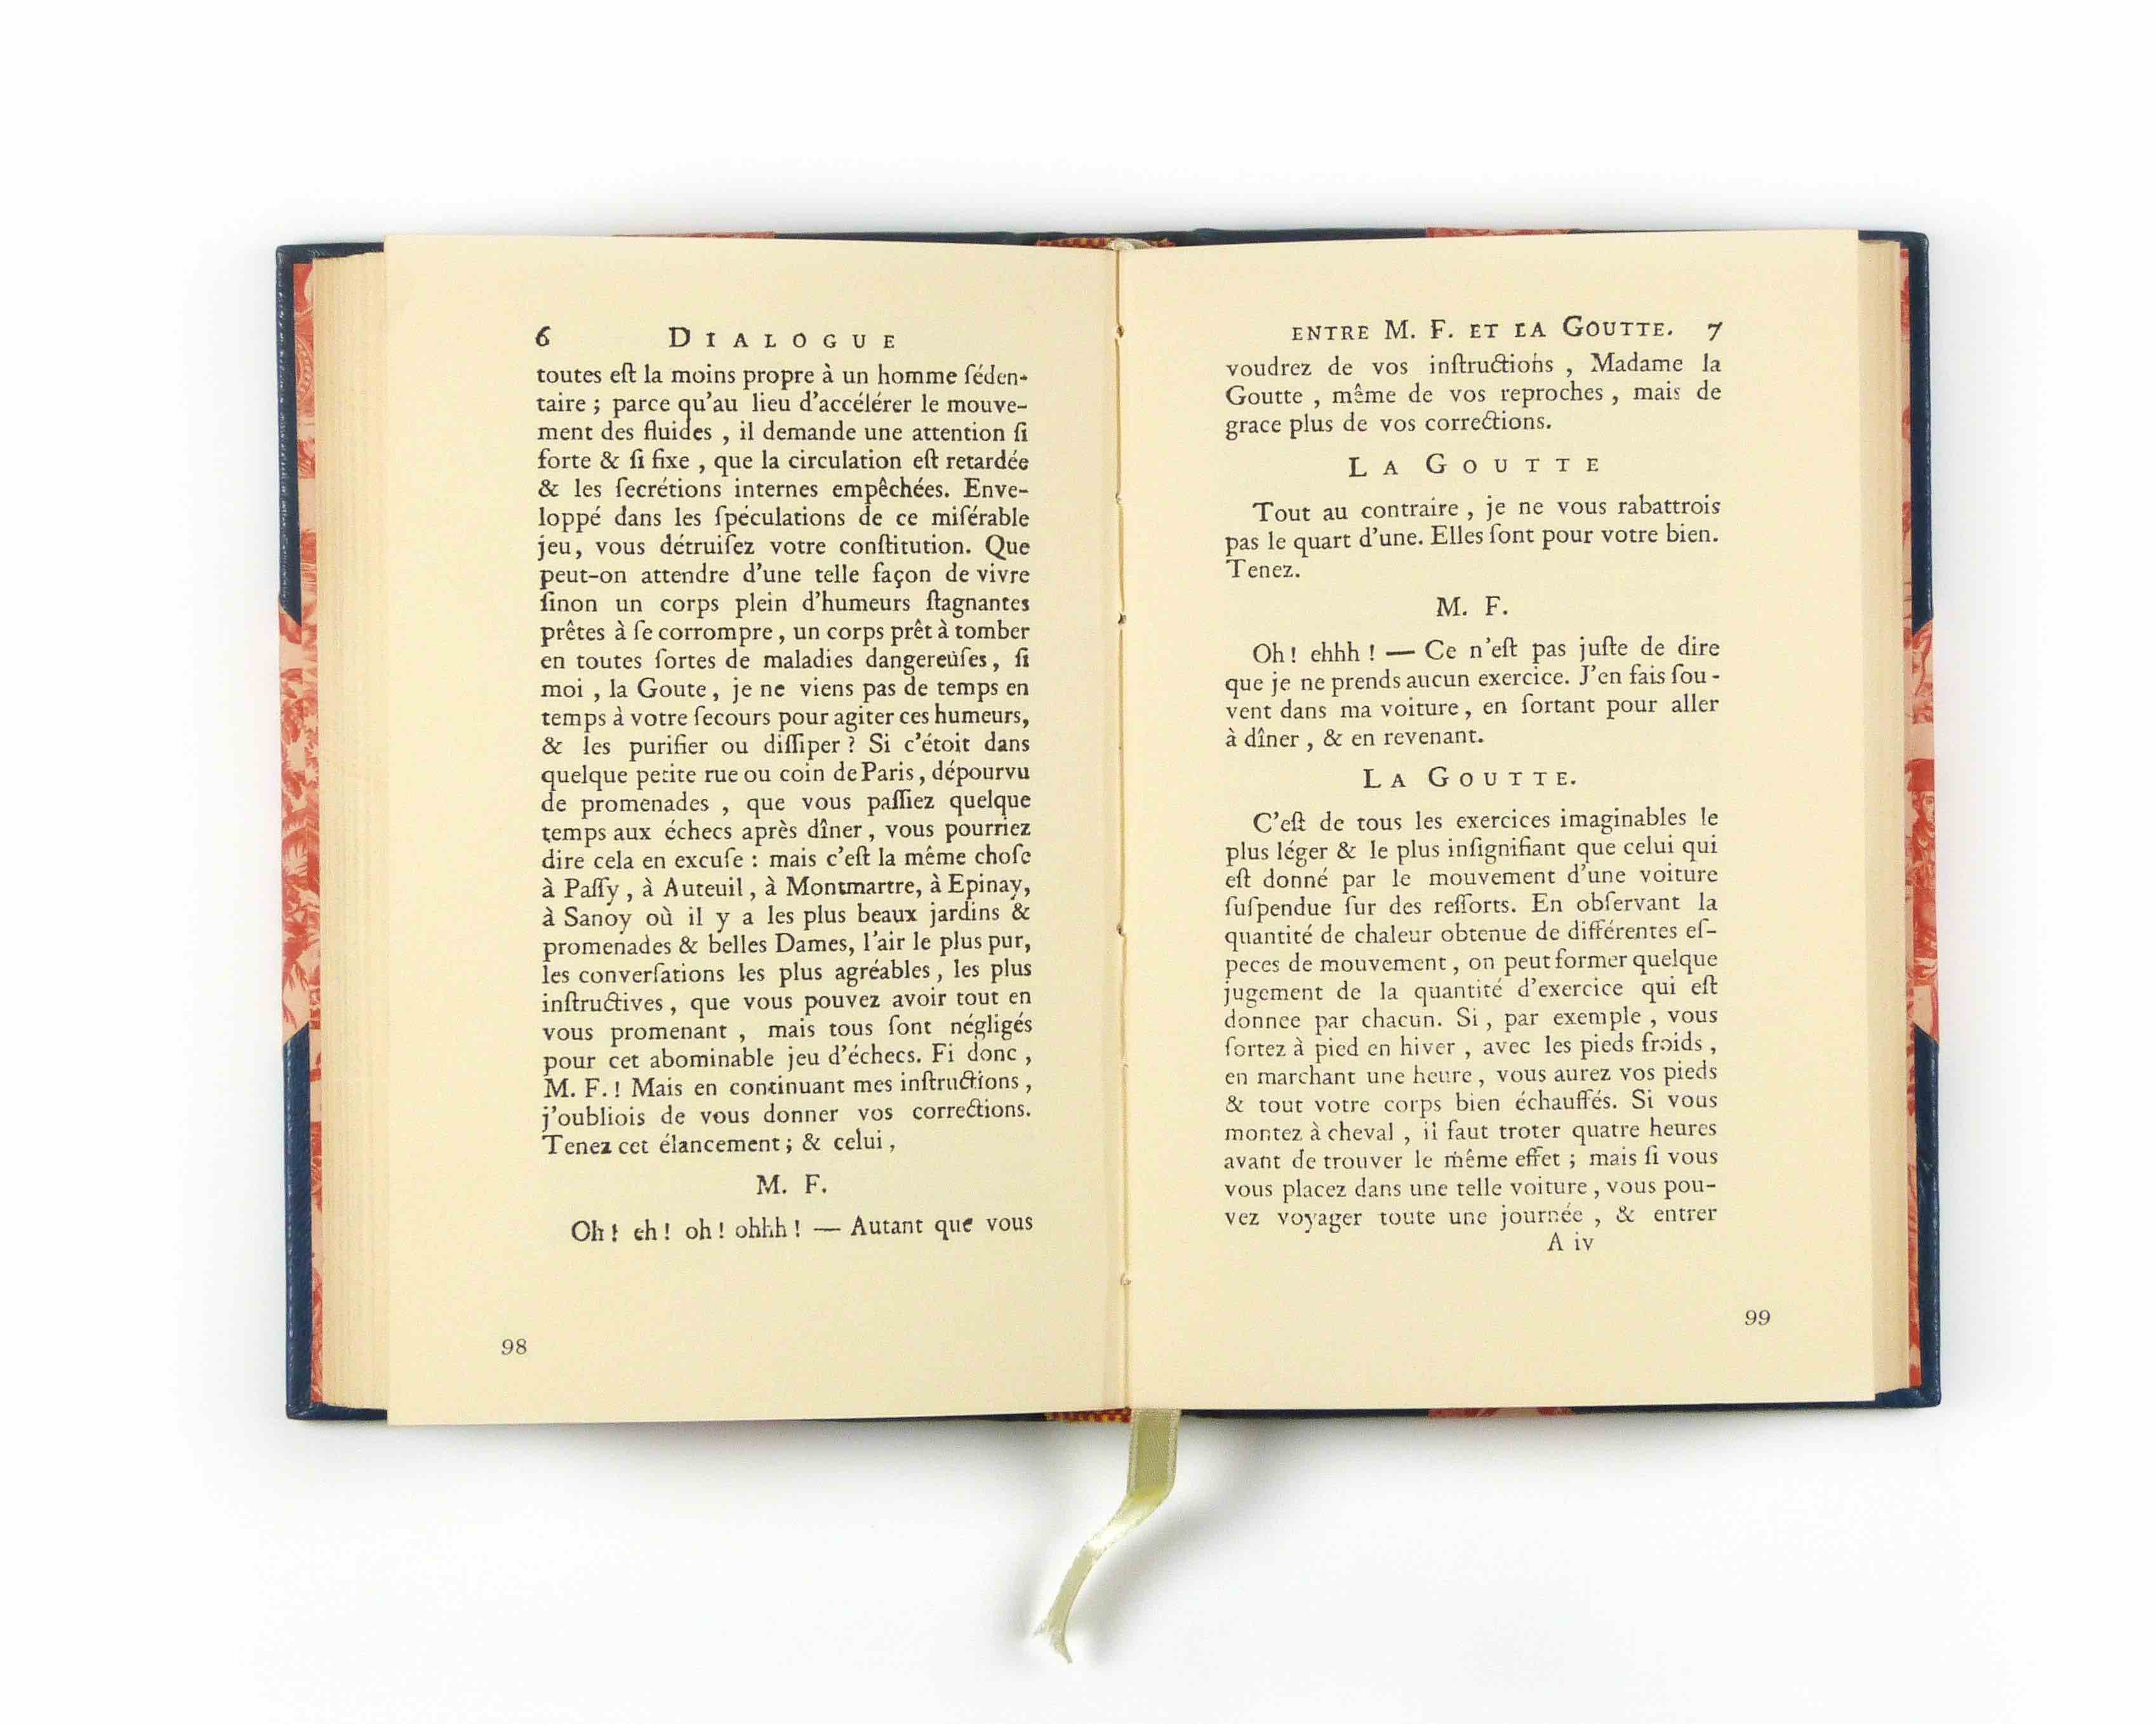 6 DIALOGUE
toutes eſt la moins propre à un homme ſéden-
taire ; parce qu'au lieu d'accélérer le mouve-
ment des fluides , il demande une attention ſi
forte & ſi fixe , que la circulation eſt retardée
& les ſecrétions internes empêchées. Enve-
loppé dans les ſpéculations de ce miſérable
jeu, vous détruiſez votre conſtitution. Que
peut-on attendre d'une telle façon de vivre
ſinon un corps plein d'humeurs ſtagnantes
prêtes à ſe corrompre, un corps prêt à tomber
en toutes ſortes de maladies dangereuſes, ſi
moi , la Goute, je ne viens pas de temps en
temps à votre ſecours pour agiter ces humeurs,
& les purifier ou diſſiper ? Si c'étoit dans
quelque petite rue ou coin de Paris, dépourvu
de promenades , que vous paſſiez quelque
temps aux échecs après dîner, vous pourriez
dire cela en excuſe : mais c'eſt la même choſe
à Paſſy , à Auteuil, à Montmartre, à Epinay,
à Sanoy où il y a les plus beaux jardins &
promenades & belles Dames, l'air le plus pur,
les converſations les plus agréables, les plus
inſtructives, que vous pouvez avoir tout en
vous promenant , mais tous ſont négligés
pour cet abominable jeu d'échecs. Fi donc ,
M. F. ! Mais en continuant mes inſtructions ,
j'oubliois de vous donner vos corrections.
Tenez cet élancement ; & celui ,
M. F.
Oh ! eh ! oh ! ohhh ! — Autant que vous
98
ENTRE M. F. ET LA GOUTTE. 7
voudrez de vos inſtructions , Madame la
Goutte , même de vos reproches , mais de
grace plus de vos corrections.
LA GOUTTE
Tout au contraire , je ne vous rabattrois
pas le quart d'une. Elles ſont pour votre bien.
Tenez.
M. F.
Oh ! ehhh ! — Ce n'eſt pas juſte de dire
que je ne prends aucun exercice. J'en fais ſou-
vent dans ma voiture, en ſortant pour aller
à dîner , & en revenant.
LA GOUTTE.
C'eſt de tous les exercices imaginables le
plus léger & le plus inſignifiant que celui qui
eſt donné par le mouvement d'une voiture
ſuſpendue ſur des reſſorts. En obſervant la
quantité de chaleur obtenue de différentes eſ-
peces de mouvement , on peut former quelque
jugement de la quantité d'exercice qui eſt
donnee par chacun. Si , par exemple , vous
ſortez à pied en hiver , avec les pieds froids ,
en marchant une heure , vous aurez vos pieds
& tout votre corps bien échauffés. Si vous
montez à cheval , il faut troter quatre heures
avant de trouver le même effet ; mais ſi vous
vous placez dans une telle voiture , vous pou-
vez voyager toute une journée , & entrer
A iv
99